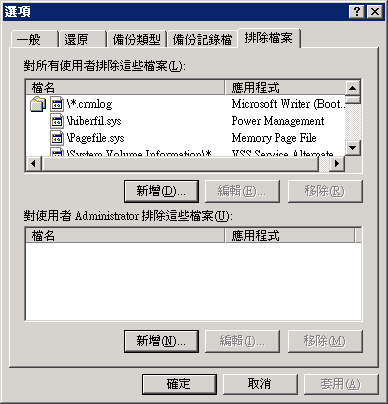 選項
一般 還原 備份類型 備份記錄檔 排除檔案
對所有使用者排除這些檔案(L):
檔名 應用程式
\*.crmlog Microsoft Writer (Boot...
\hiberfil.sys Power Management
\Pagefile.sys Memory Page File
\System Volume Information\* VSS Service Alternate
新增(D)... 編輯(E)... 移除(R)
對使用者 Administrator 排除這些檔案(U):
檔名 應用程式
新增(N)... 編輯(I)... 移除(M)
確定 取消 套用(A)